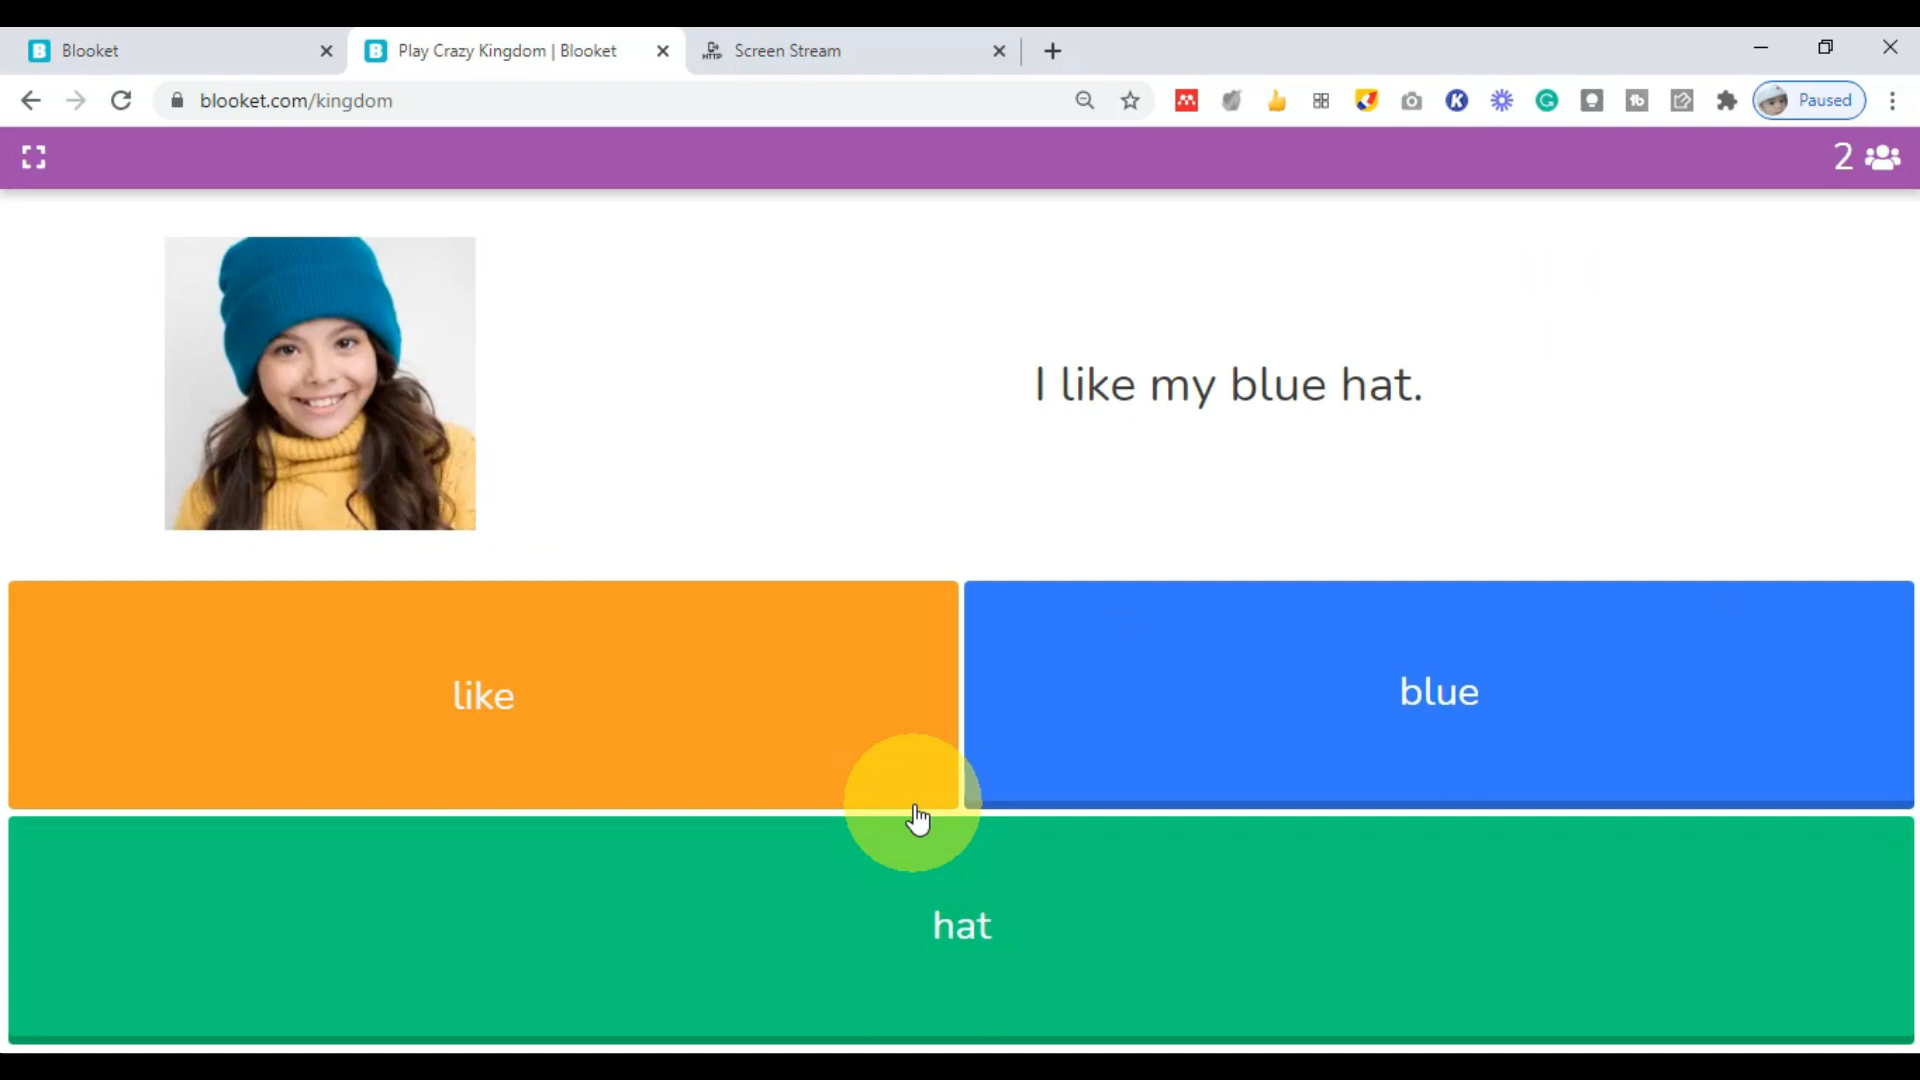 Blooket
Play Crazy Kingdom | Blooket
Screen Stream
blooket.com/kingdom
Paused
2
I like my blue hat.
like
blue
hat